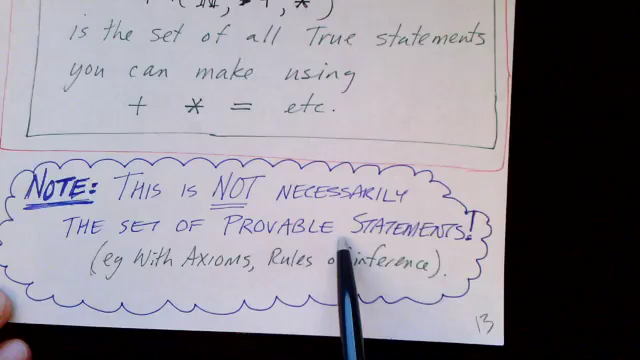 + *)
is the set of all True statements
you can make using
+ * = etc.
NOTE: THIS IS NOT NECESSARILY
THE SET OF PROVABLE STATEMENTS!
(eg With Axioms, Rules of inference).
13